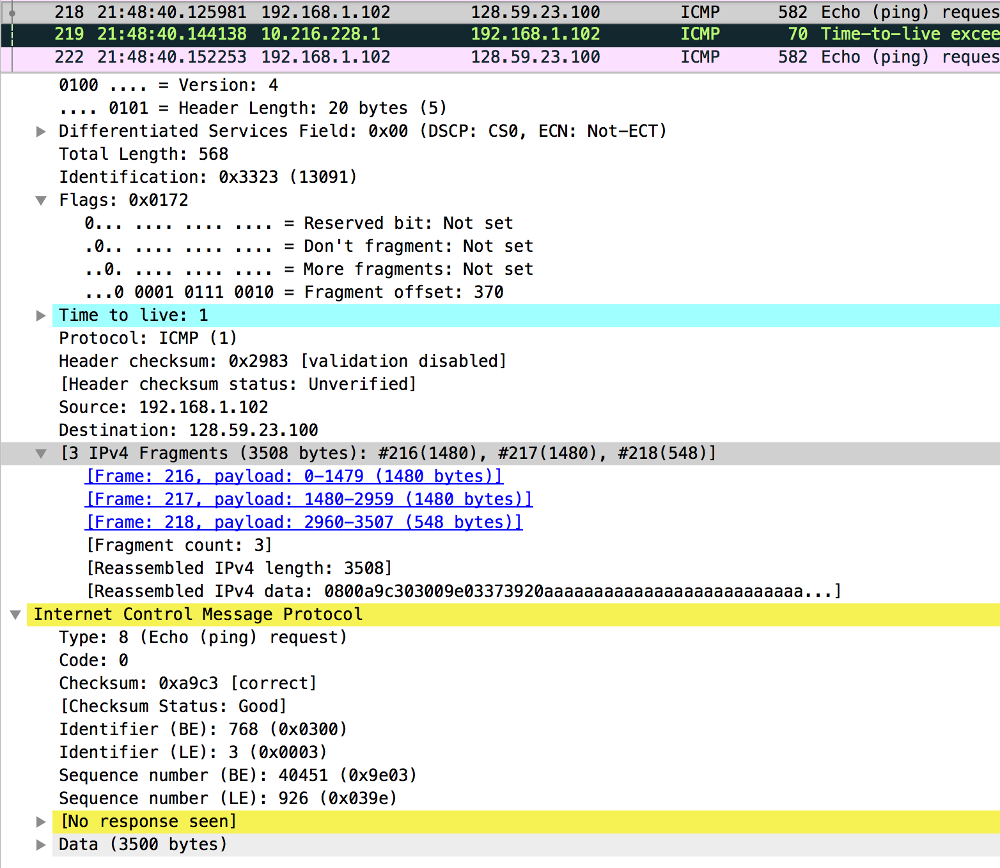 218 21:48:40.125981 192.168.1.102 128.59.23.100 ICMP 582 Echo (ping) reques
219 21:48:40.144138 10.216.228.1 192.168.1.102 ICMP 70 Time-to-live excee
222 21:48:40.152253 192.168.1.102 128.59.23.100 ICMP 582 Echo (ping) reques
0100 .... = Version: 4
.... 0101 = Header Length: 20 bytes (5)
Differentiated Services Field: 0x00 (DSCP: CS0, ECN: Not-ECT)
Total Length: 568
Identification: 0x3323 (13091)
Flags: 0x0172
0... .... .... .... = Reserved bit: Not set
.0.. .... .... .... = Don't fragment: Not set
..0. .... .... .... = More fragments: Not set
...0 0001 0111 0010 = Fragment offset: 370
Time to live: 1
Protocol: ICMP (1)
Header checksum: 0x2983 [validation disabled]
[Header checksum status: Unverified]
Source: 192.168.1.102
Destination: 128.59.23.100
[3 IPv4 Fragments (3508 bytes): #216(1480), #217(1480), #218(548)]
[Frame: 216, payload: 0-1479 (1480 bytes)]
[Frame: 217, payload: 1480-2959 (1480 bytes)]
[Frame: 218, payload: 2960-3507 (548 bytes)]
[Fragment count: 3]
[Reassembled IPv4 length: 3508]
[Reassembled IPv4 data: 0800a9c303009e03373920aaaaaaaaaaaaaaaaaaaaaaaaaa...]
Internet Control Message Protocol
Type: 8 (Echo (ping) request)
Code: 0
Checksum: 0xa9c3 [correct]
[Checksum Status: Good]
Identifier (BE): 768 (0x0300)
Identifier (LE): 3 (0x0003)
Sequence number (BE): 40451 (0x9e03)
Sequence number (LE): 926 (0x039e)
[No response seen]
Data (3500 bytes)